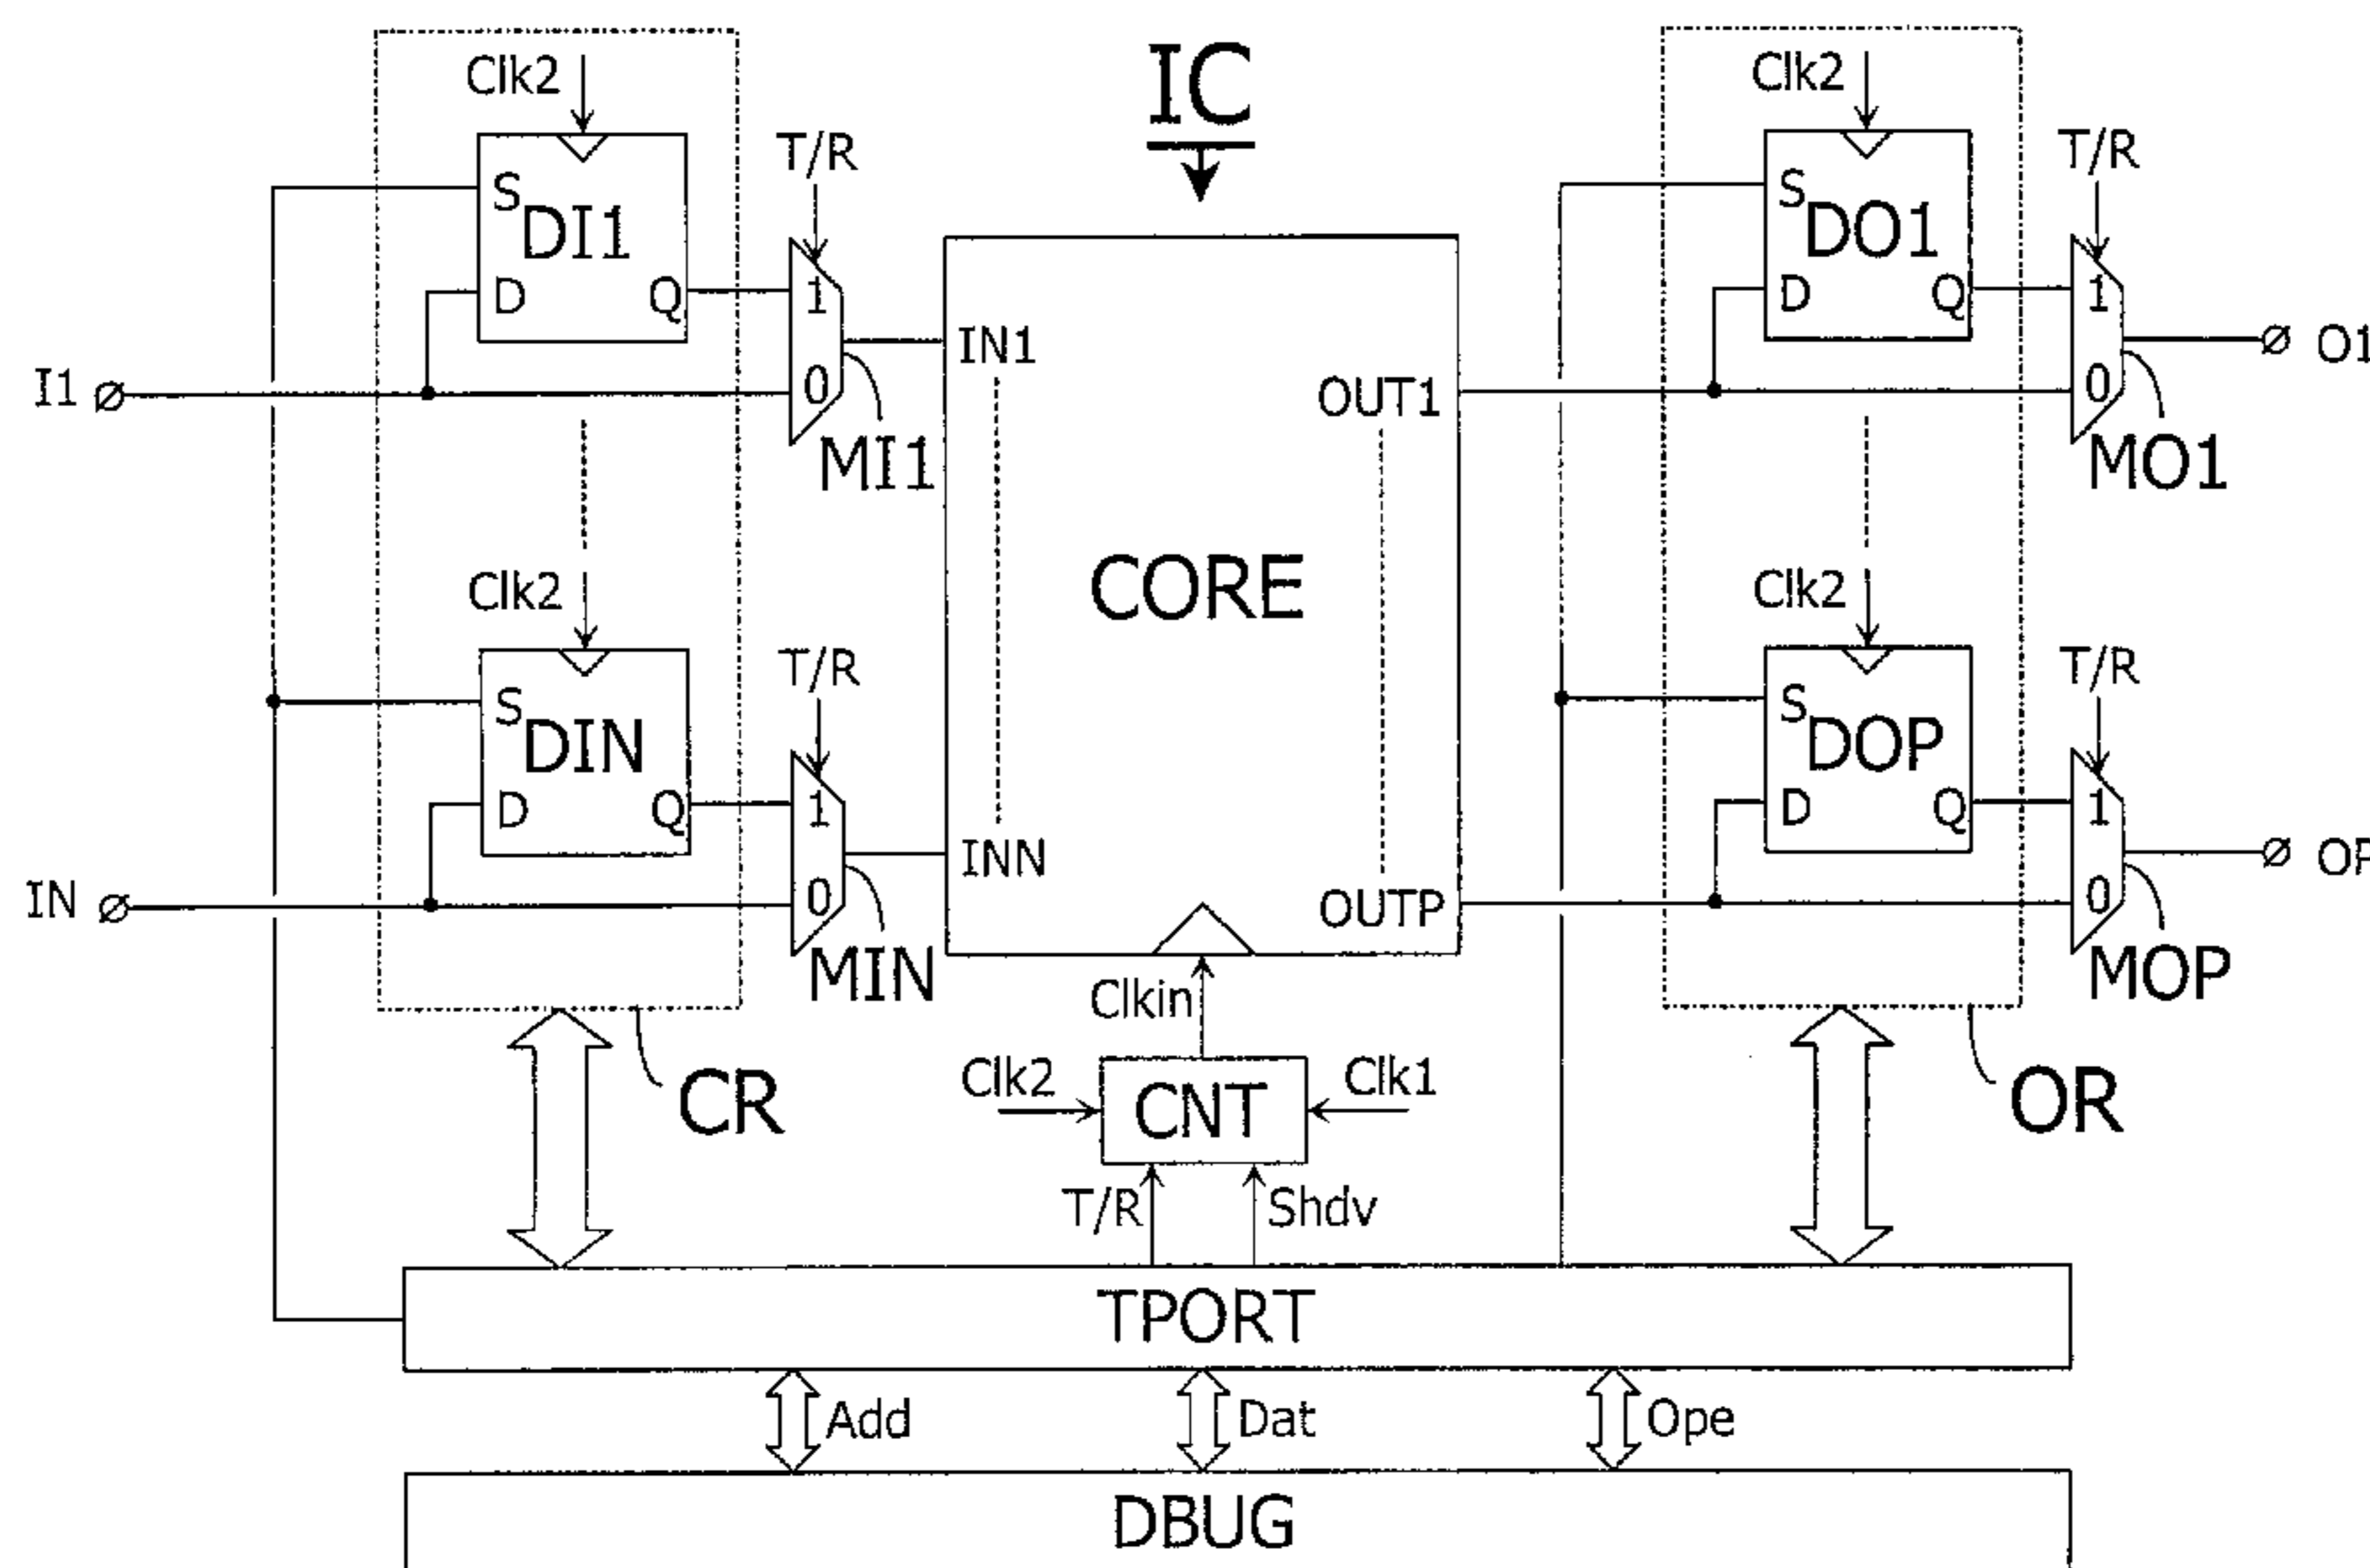 Clk2
IC
Clk2
T/R
T/R
S
DI1
D
Q
1
0
S
DO1
D
Q
1
0
I1
IN1
OUT1
O1
MI1
MO1
CORE
Clk2
Clk2
T/R
T/R
S
DIN
D
Q
1
0
S
DOP
D
Q
1
0
IN
INN
OUTP
OP
MIN
MOP
Clkin
CR
Clk2
CNT
Clk1
OR
T/R
Shdv
TPORT
Add
Dat
Ope
DBUG